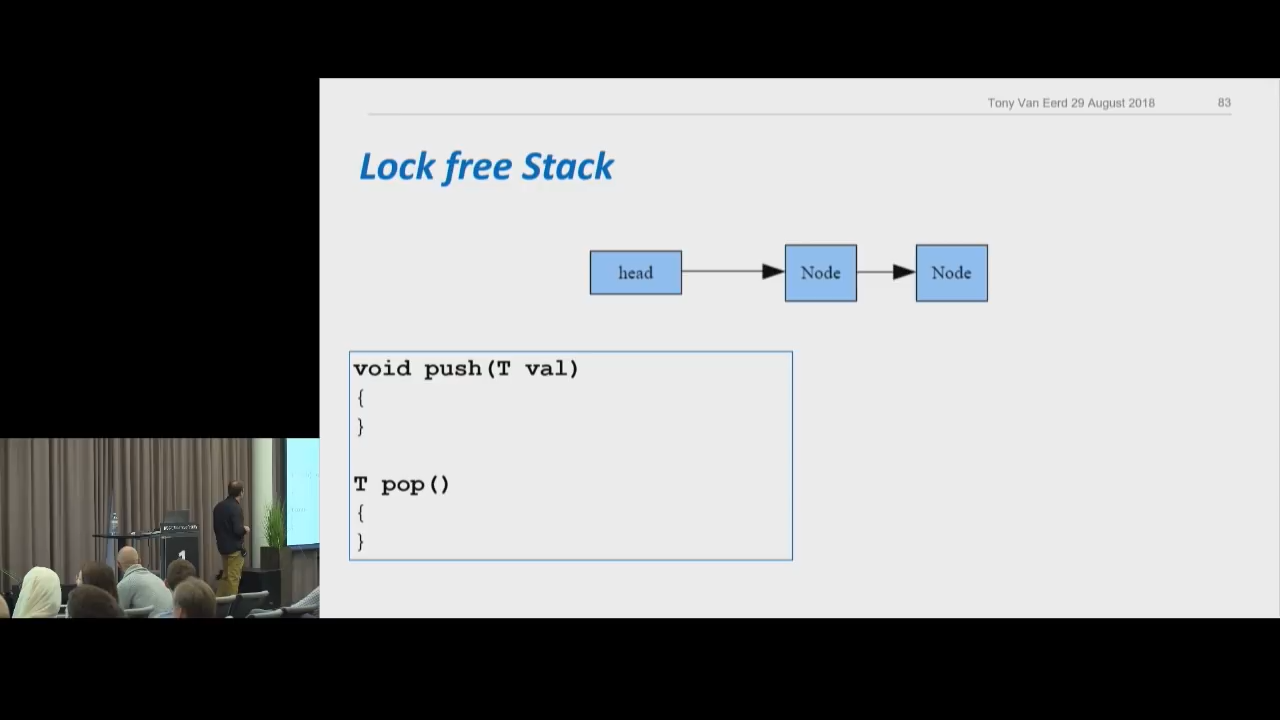 Tony Van Eerd 29 August 2018 83
Lock free Stack
head Node Node
void push(T val)
{
}
T pop()
{
}